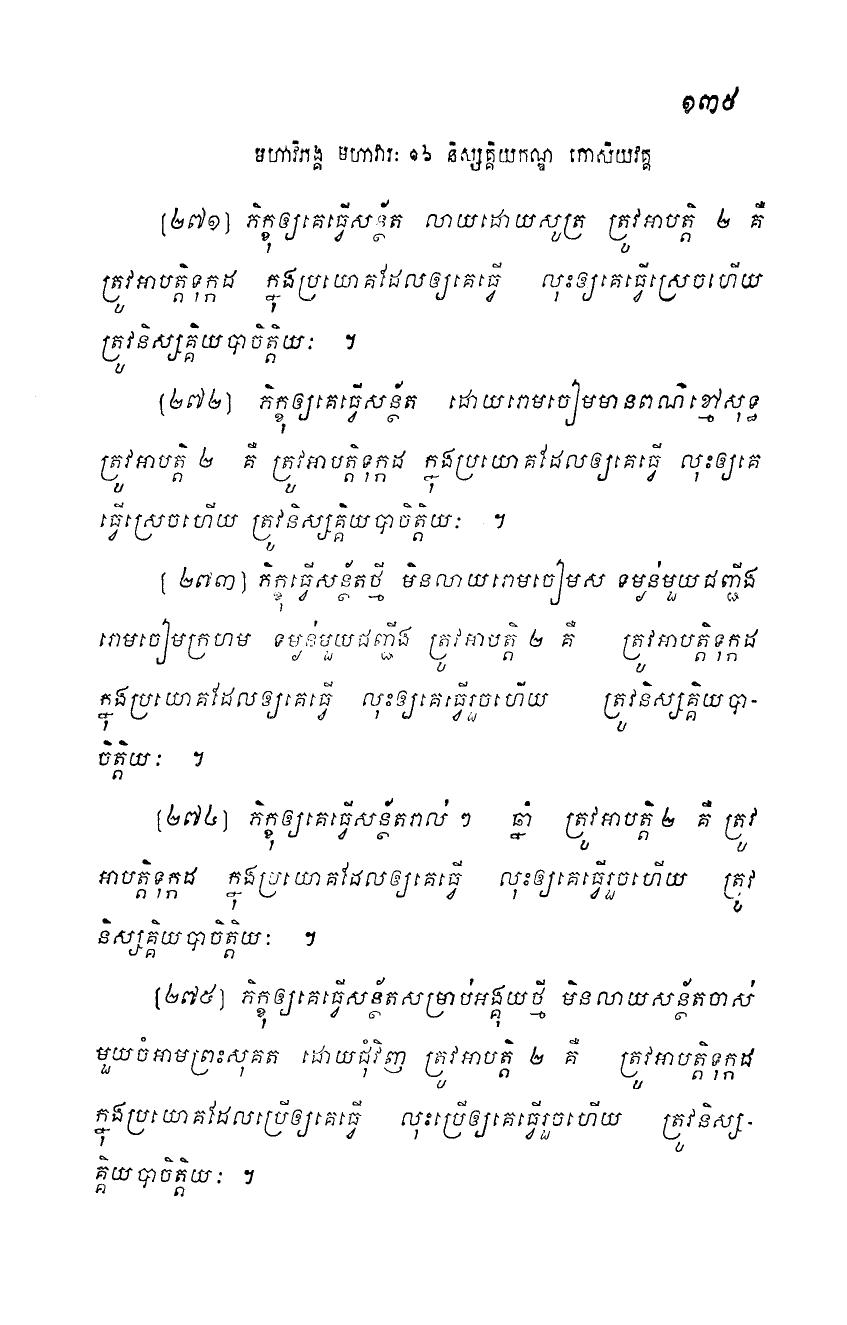 ១៣៥
មហាវិភង្គ មហាវារៈ ១៦ និស្សគ្គិយកណ្ឌ កោសិយវគ្គ
[២៧១] ភិក្ខុឲ្យគេធ្វើសន្ថ័ត លាយដោយសូត្រ ត្រូវអាបត្តិ ២ គឺ
ត្រូវអាបត្តិទុក្កដ ក្នុងប្រយោគដែលឲ្យគេធ្វើ លុះឲ្យគេធ្វើស្រេចហើយ
ត្រូវនិស្សគ្គិយបាចិត្តិយៈ ។
[២៧២] ភិក្ខុឲ្យគេធ្វើសន្ថ័ត ដោយរោមចៀមមានពណ៌ខ្មៅសុទ្ធ
ត្រូវអាបត្តិ ២ គឺ ត្រូវអាបត្តិទុក្កដ ក្នុងប្រយោគដែលឲ្យគេធ្វើ លុះឲ្យគេ
ធ្វើស្រេចហើយ ត្រូវនិស្សគ្គិយបាចិត្តិយៈ ។
[ ២៧៣] ភិក្ខុធ្វើសន្ថ័តថ្មី មិនលាយរោមចៀមស ទម្ងន់មួយជញ្ជីង
រោមចៀមក្រហម ទម្ងន់មួយជញ្ជីង ត្រូវអាបត្តិ ២ គឺ ត្រូវអាបត្តិទុក្កដ
ក្នុងប្រយោគដែលឲ្យគេធ្វើ លុះឲ្យគេធ្វើរួចហើយ ត្រូវនិស្សគ្គិយបា-
ចិត្តិយៈ ។
[២៧៤] ភិក្ខុឲ្យគេធ្វើសន្ថ័តរាល់ ៗ ឆ្នាំ ត្រូវអាបត្តិ ២ គឺ ត្រូវ
អាបត្តិទុក្កដ ក្នុងប្រយោគដែលឲ្យគេធ្វើ លុះឲ្យគេធ្វើរួចហើយ ត្រូវ
និស្សគ្គិយបាចិត្តិយៈ ។
[២៧៥] ភិក្ខុឲ្យគេធ្វើសន្ថ័តសម្រាប់អង្គុយថ្មី មិនលាយសន្ថ័តចាស់
មួយចំអាមព្រះសុគត ដោយជុំវិញ ត្រូវអាបត្តិ ២ គឺ ត្រូវអាបត្តិទុក្កដ
ក្នុងប្រយោគដែលប្រើឲ្យគេធ្វើ លុះប្រើឲ្យគេធ្វើរួចហើយ ត្រូវនិស្ស-
គ្គិយបាចិត្តិយៈ ។